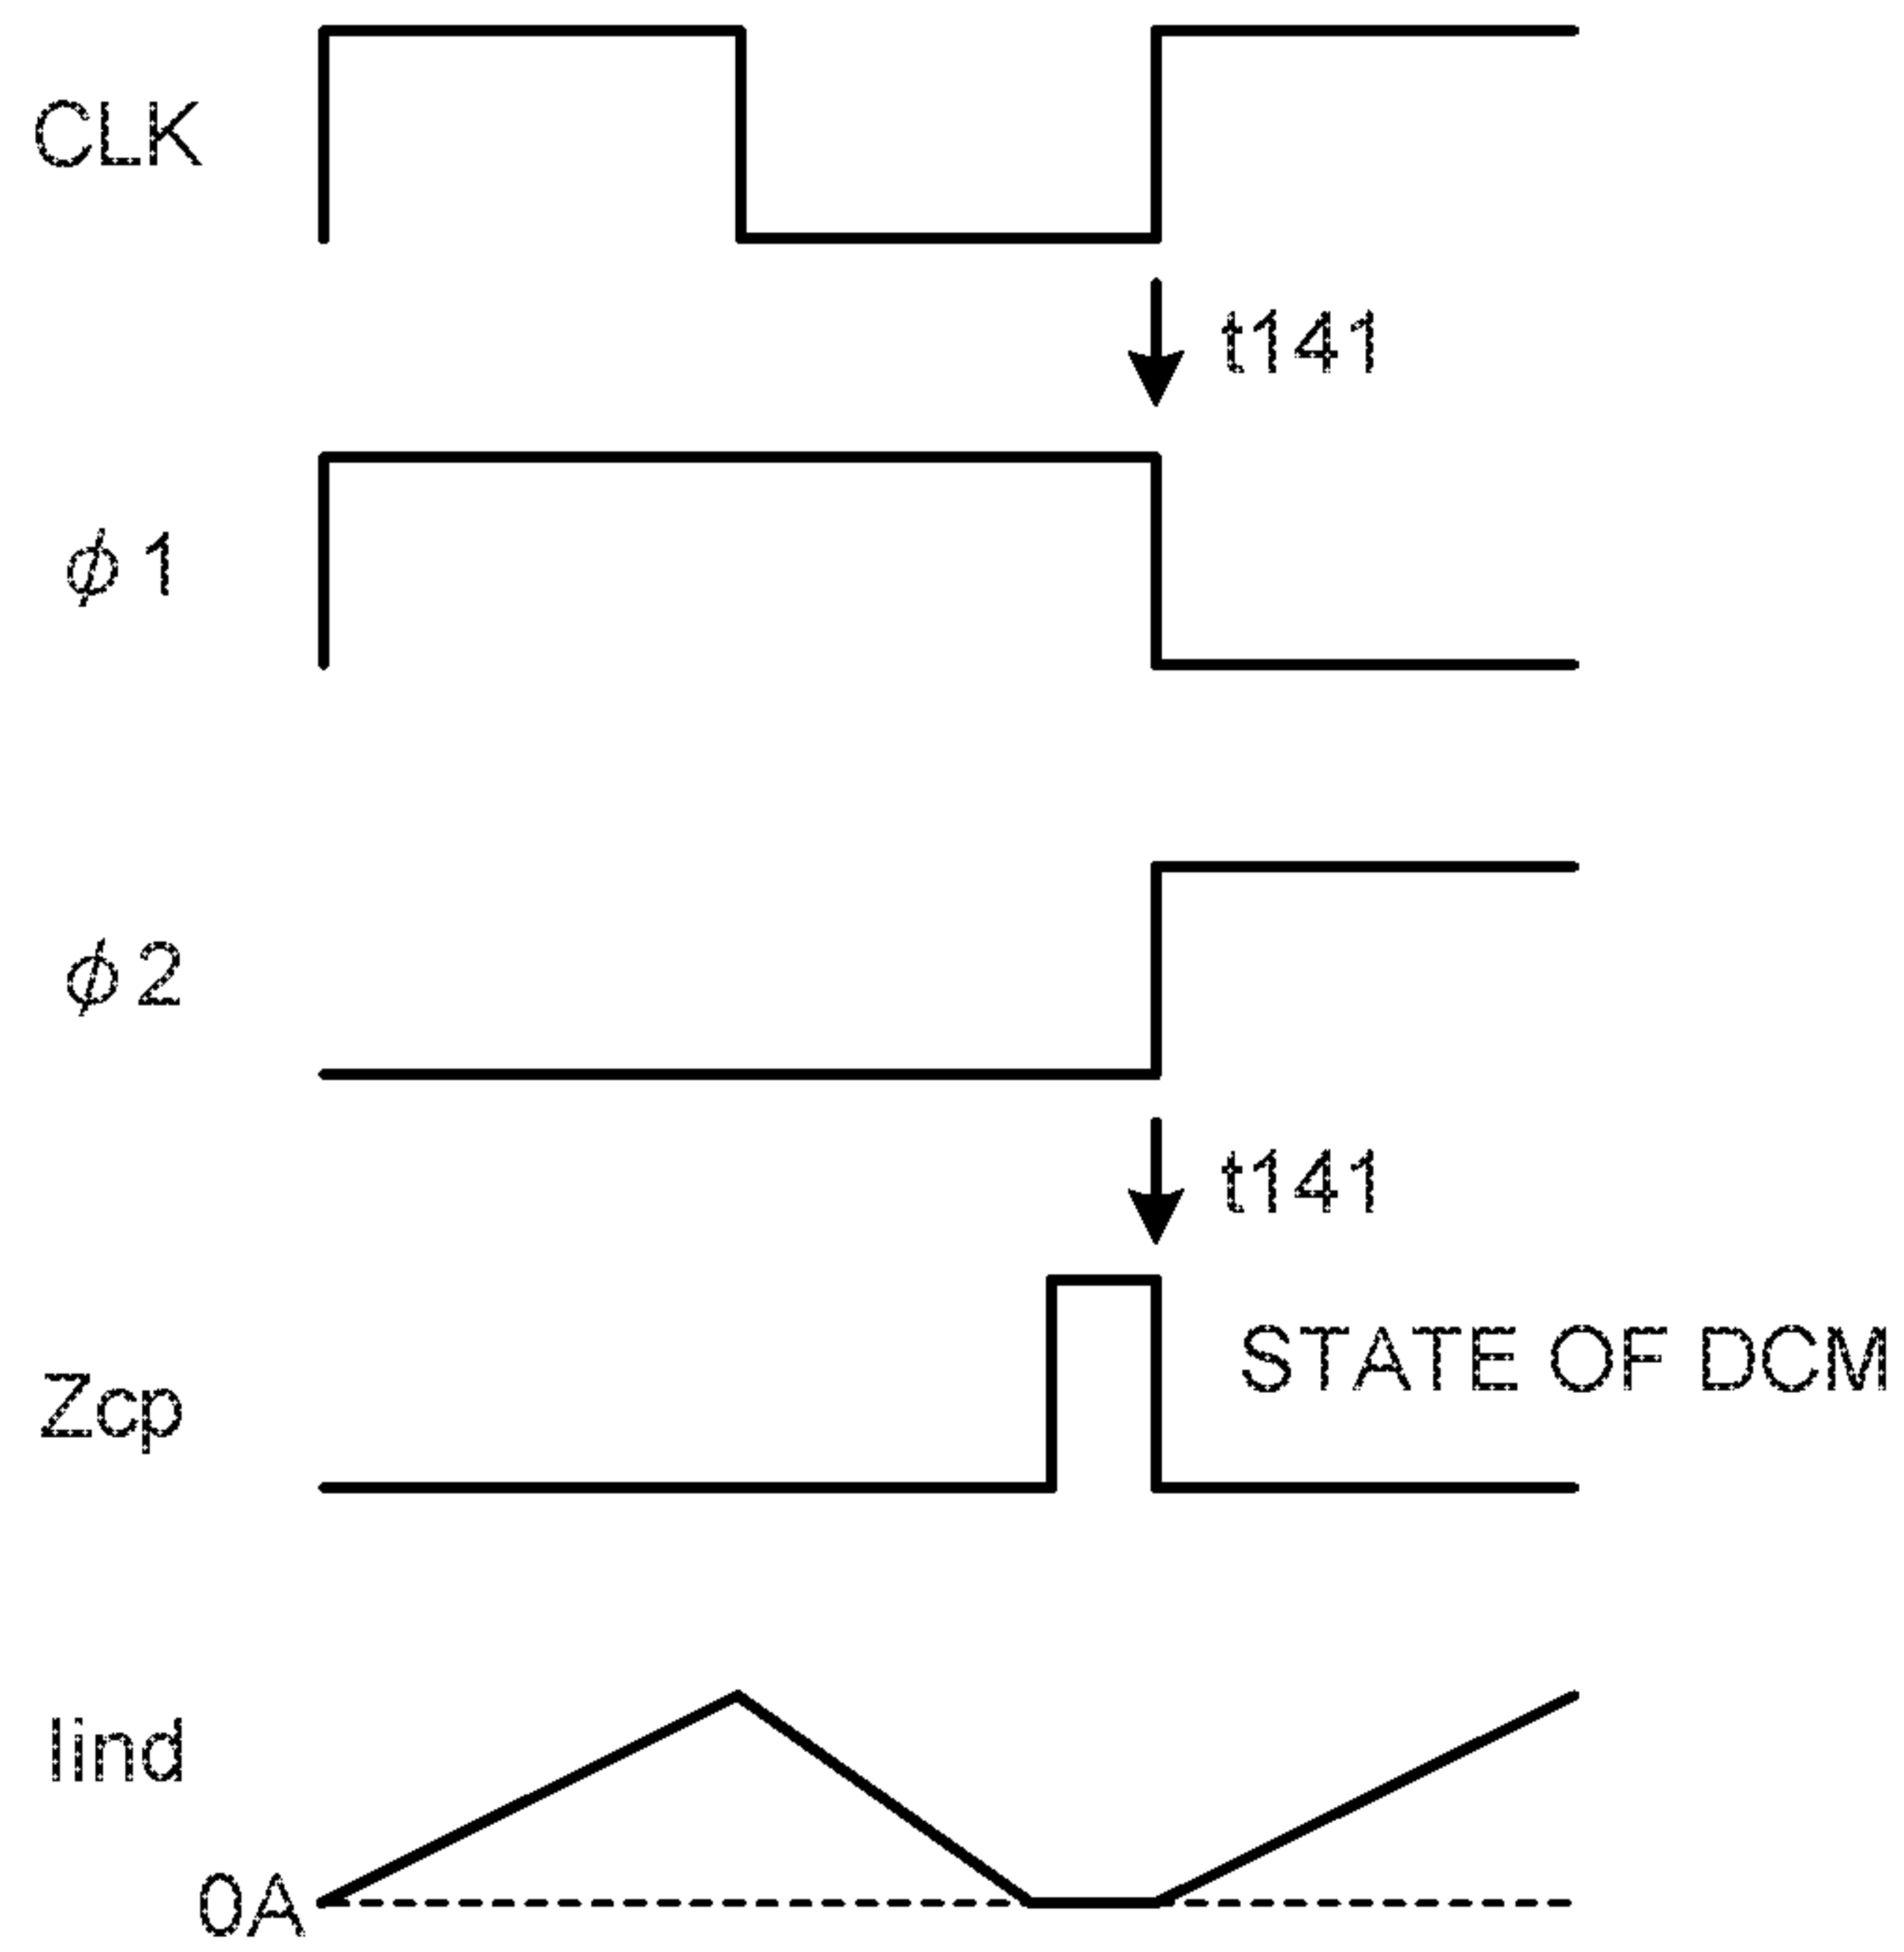 CLK
t141
ϕ1
ϕ2
t141
STATE OF DCM
Zcp
Iind
0A